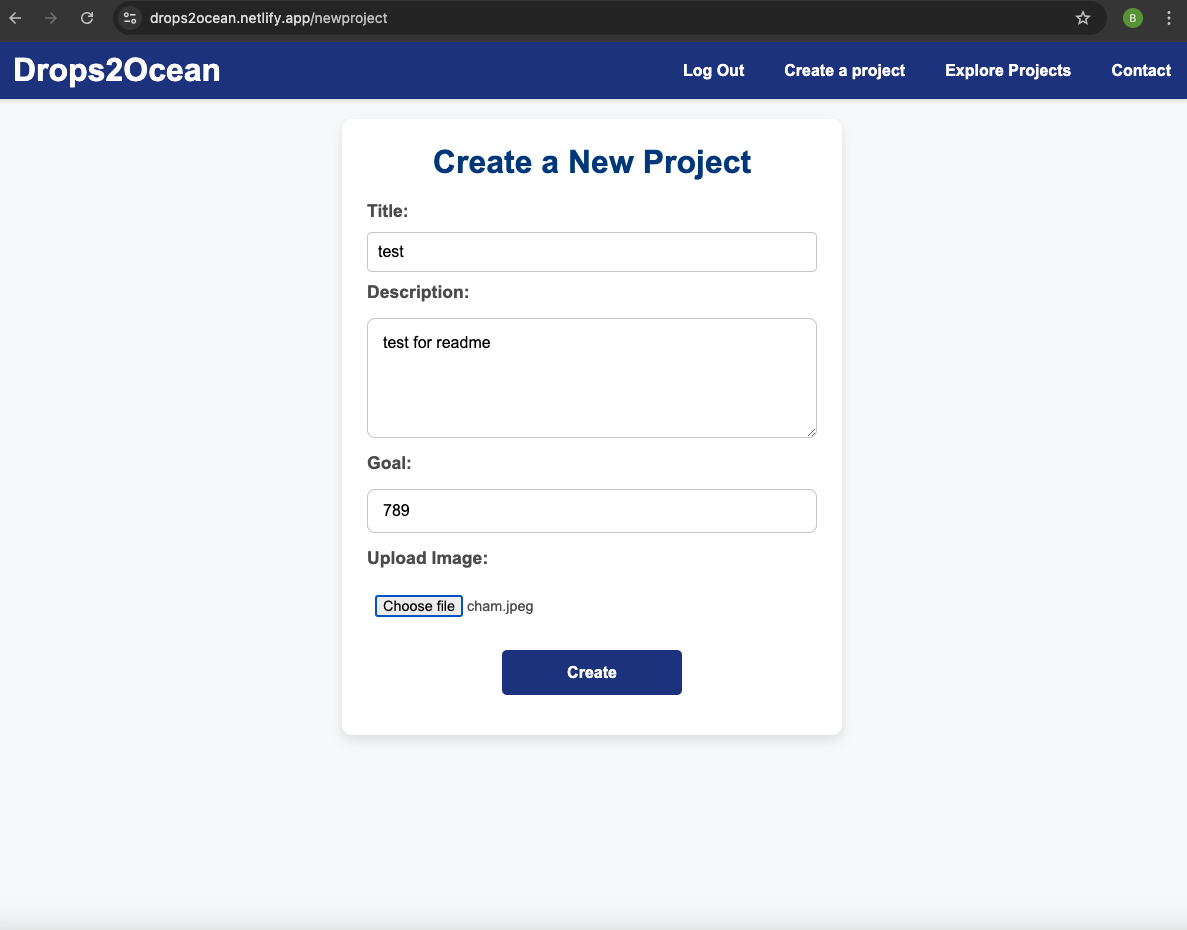 drops2ocean.netlify.app/newproject
B
Drops2Ocean
Log Out
Create a project
Explore Projects
Contact
Create a New Project
Title:
test
Description:
test for readme
Goal:
789
Upload Image:
Choose file cham.jpeg
Create